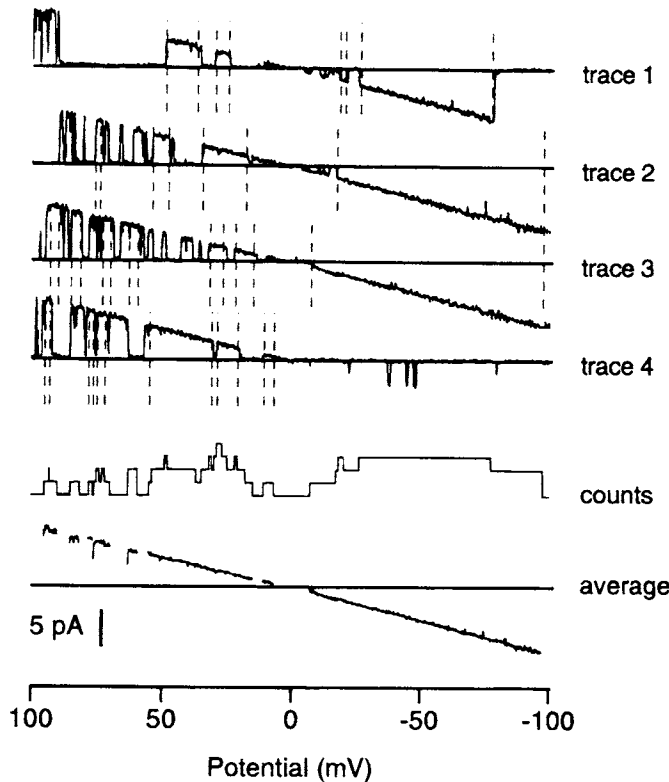 trace 1
trace 2
trace 3
trace 4
counts
average
5 pA
100 50 0 -50 -100
Potential (mV)